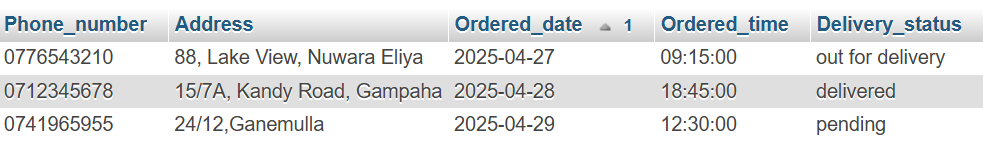 Phone_number Address Ordered_date 1 Ordered_time Delivery_status
0776543210 88, Lake View, Nuwara Eliya 2025-04-27 09:15:00 out for delivery
0712345678 15/7A, Kandy Road, Gampaha 2025-04-28 18:45:00 delivered
0741965955 24/12,Ganemulla 2025-04-29 12:30:00 pending